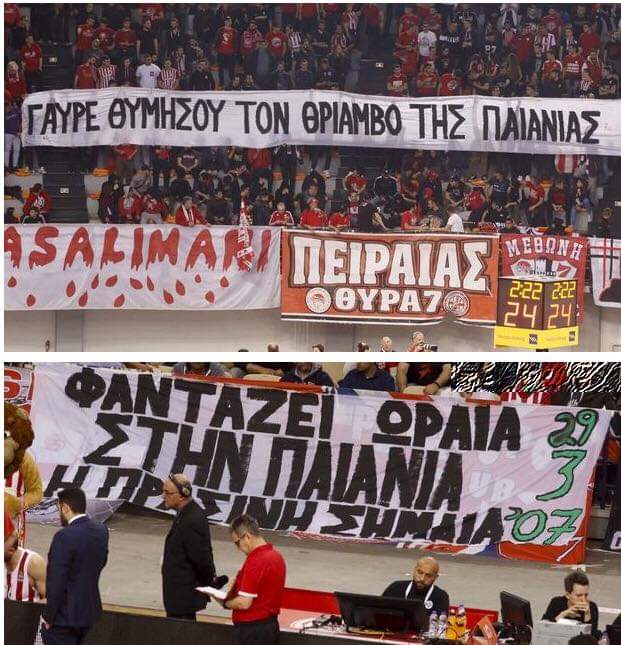 ΓΑΥΡΕ ΘΥΜΗΣΟΥ ΤΟΝ ΘΡΙΑΜΒΟ ΤΗΣ ΠΑΙΑΝΙΑΣ
ASALIMAKI
ΠΕΙΡΑΙΑΣ
ΘΥΡΑ 7
ΜΕΘΩΝΗ
2:22 2:22
24 24
ΦΑΝΤΑΖΕΙ ΩΡΑΙΑ 29
ΣΤΗΝ ΠΑΙΑΝΙΑ 3
Η ΠΡΑΣΙΝΗ ΣΗΜΑΙΑ '07